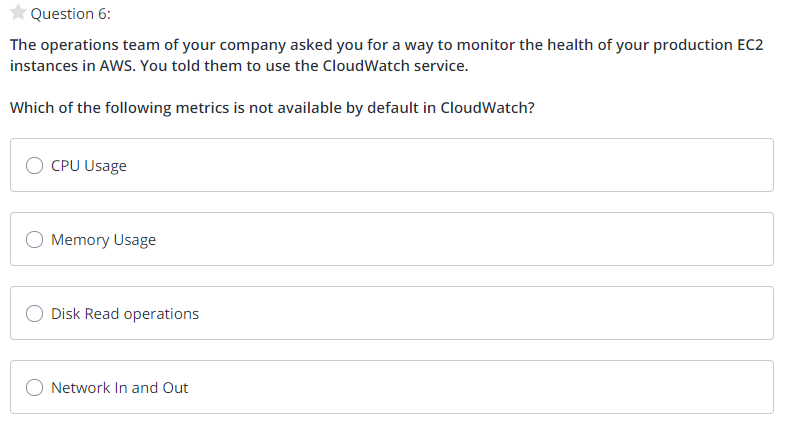 Question 6:
The operations team of your company asked you for a way to monitor the health of your production EC2
instances in AWS. You told them to use the CloudWatch service.
Which of the following metrics is not available by default in CloudWatch?
CPU Usage
Memory Usage
Disk Read operations
Network In and Out